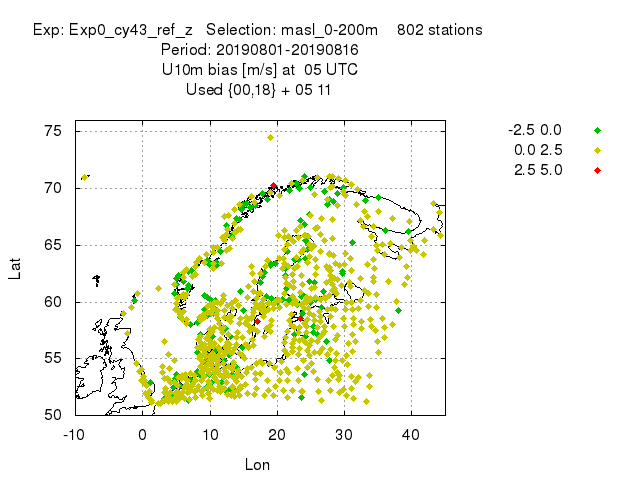 Exp: Exp0_cy43_ref_z   Selection: masl_0-200m    802 stations
Period: 20190801-20190816
U10m bias [m/s] at  05 UTC
Used {00,18} + 05 11
-2.5 0.0
0.0 2.5
2.5 5.0
75
70
65
60
55
50
Lat
-10 0 10 20 30 40
Lon